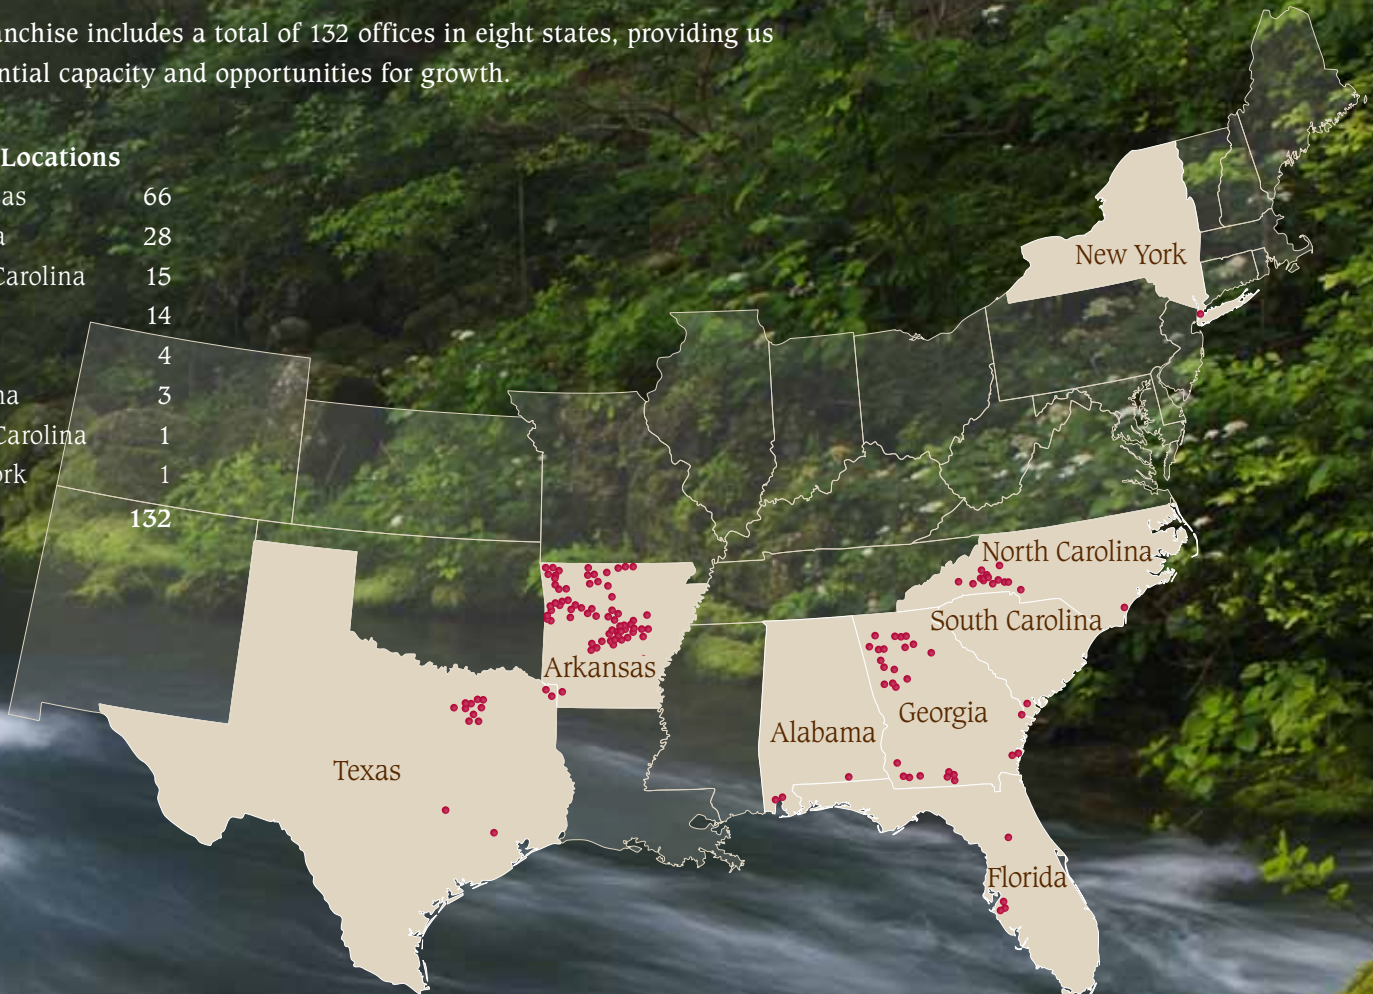 anchise includes a total of 132 offices in eight states, providing us
ntial capacity and opportunities for growth.
Locations
as 66
a 28
Carolina 15
14
4
na 3
Carolina 1
ork 1
132
New York
North Carolina
South Carolina
Arkansas
Georgia
Alabama
Texas
Florida